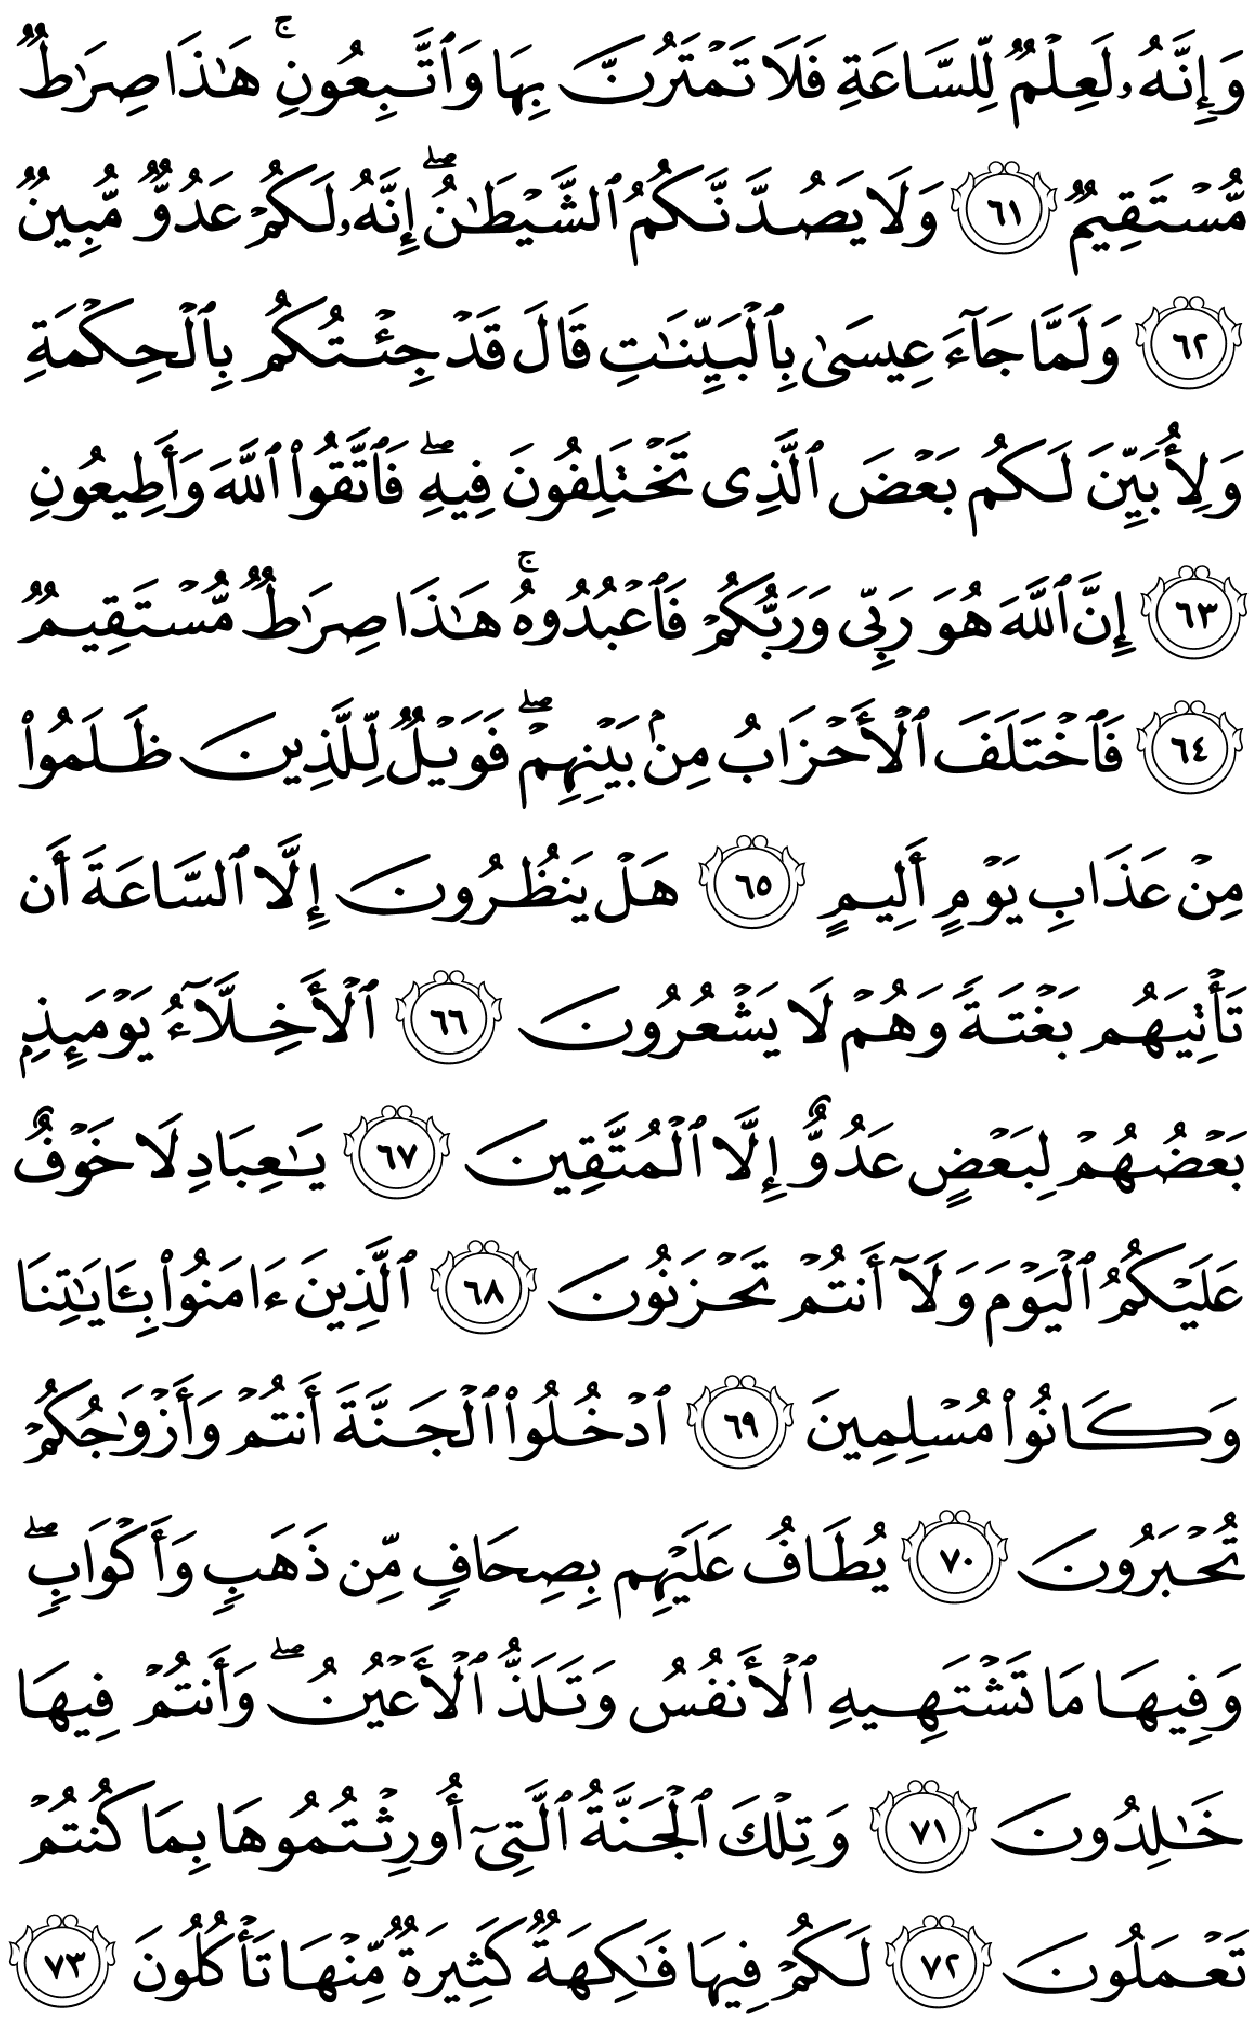 وَإِنَّهُۥ لَعِلْمٌ لِّلسَّاعَةِ فَلَا تَمْتَرُنَّ بِهَا وَٱتَّبِعُونِ ۚ هَـٰذَا صِرَٰطٌ
مُّسْتَقِيمٌ ٦١ وَلَا يَصُدَّنَّكُمُ ٱلشَّيْطَـٰنُ ۖ إِنَّهُۥ لَكُمْ عَدُوٌّ مُّبِينٌ
٦٢ وَلَمَّا جَآءَ عِيسَىٰ بِٱلْبَيِّنَـٰتِ قَالَ قَدْ جِئْتُكُم بِٱلْحِكْمَةِ
وَلِأُبَيِّنَ لَكُم بَعْضَ ٱلَّذِى تَخْتَلِفُونَ فِيهِ ۖ فَٱتَّقُوا۟ ٱللَّهَ وَأَطِيعُونِ
٦٣ إِنَّ ٱللَّهَ هُوَ رَبِّى وَرَبُّكُمْ فَٱعْبُدُوهُ ۚ هَـٰذَا صِرَٰطٌ مُّسْتَقِيمٌ
٦٤ فَٱخْتَلَفَ ٱلْأَحْزَابُ مِنۢ بَيْنِهِمْ ۖ فَوَيْلٌ لِّلَّذِينَ ظَلَمُوا۟
مِنْ عَذَابِ يَوْمٍ أَلِيمٍ ٦٥ هَلْ يَنظُرُونَ إِلَّا ٱلسَّاعَةَ أَن
تَأْتِيَهُم بَغْتَةً وَهُمْ لَا يَشْعُرُونَ ٦٦ ٱلْأَخِلَّآءُ يَوْمَئِذٍۭ
بَعْضُهُمْ لِبَعْضٍ عَدُوٌّ إِلَّا ٱلْمُتَّقِينَ ٦٧ يَـٰعِبَادِ لَا خَوْفٌ
عَلَيْكُمُ ٱلْيَوْمَ وَلَآ أَنتُمْ تَحْزَنُونَ ٦٨ ٱلَّذِينَ ءَامَنُوا۟ بِـَٔايَـٰتِنَا
وَكَانُوا۟ مُسْلِمِينَ ٦٩ ٱدْخُلُوا۟ ٱلْجَنَّةَ أَنتُمْ وَأَزْوَٰجُكُمْ
تُحْبَرُونَ ٧٠ يُطَافُ عَلَيْهِم بِصِحَافٍ مِّن ذَهَبٍ وَأَكْوَابٍ ۖ
وَفِيهَا مَا تَشْتَهِيهِ ٱلْأَنفُسُ وَتَلَذُّ ٱلْأَعْيُنُ ۖ وَأَنتُمْ فِيهَا
خَـٰلِدُونَ ٧١ وَتِلْكَ ٱلْجَنَّةُ ٱلَّتِىٓ أُورِثْتُمُوهَا بِمَا كُنتُمْ
تَعْمَلُونَ ٧٢ لَكُمْ فِيهَا فَـٰكِهَةٌ كَثِيرَةٌ مِّنْهَا تَأْكُلُونَ ٧٣